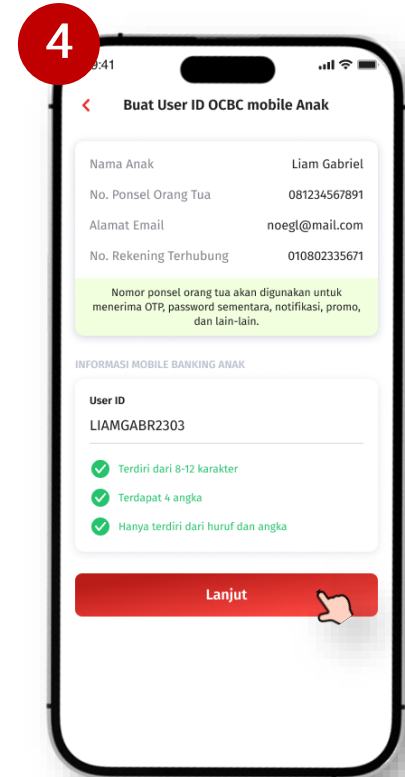 4
9:41
Buat User ID OCBC mobile Anak
Nama Anak Liam Gabriel
No. Ponsel Orang Tua 081234567891
Alamat Email noegl@mail.com
No. Rekening Terhubung 010802335671
Nomor ponsel orang tua akan digunakan untuk
menerima OTP, password sementara, notifikasi, promo,
dan lain-lain.
INFORMASI MOBILE BANKING ANAK
User ID
LIAMGABR2303
Terdiri dari 8-12 karakter
Terdapat 4 angka
Hanya terdiri dari huruf dan angka
Lanjut